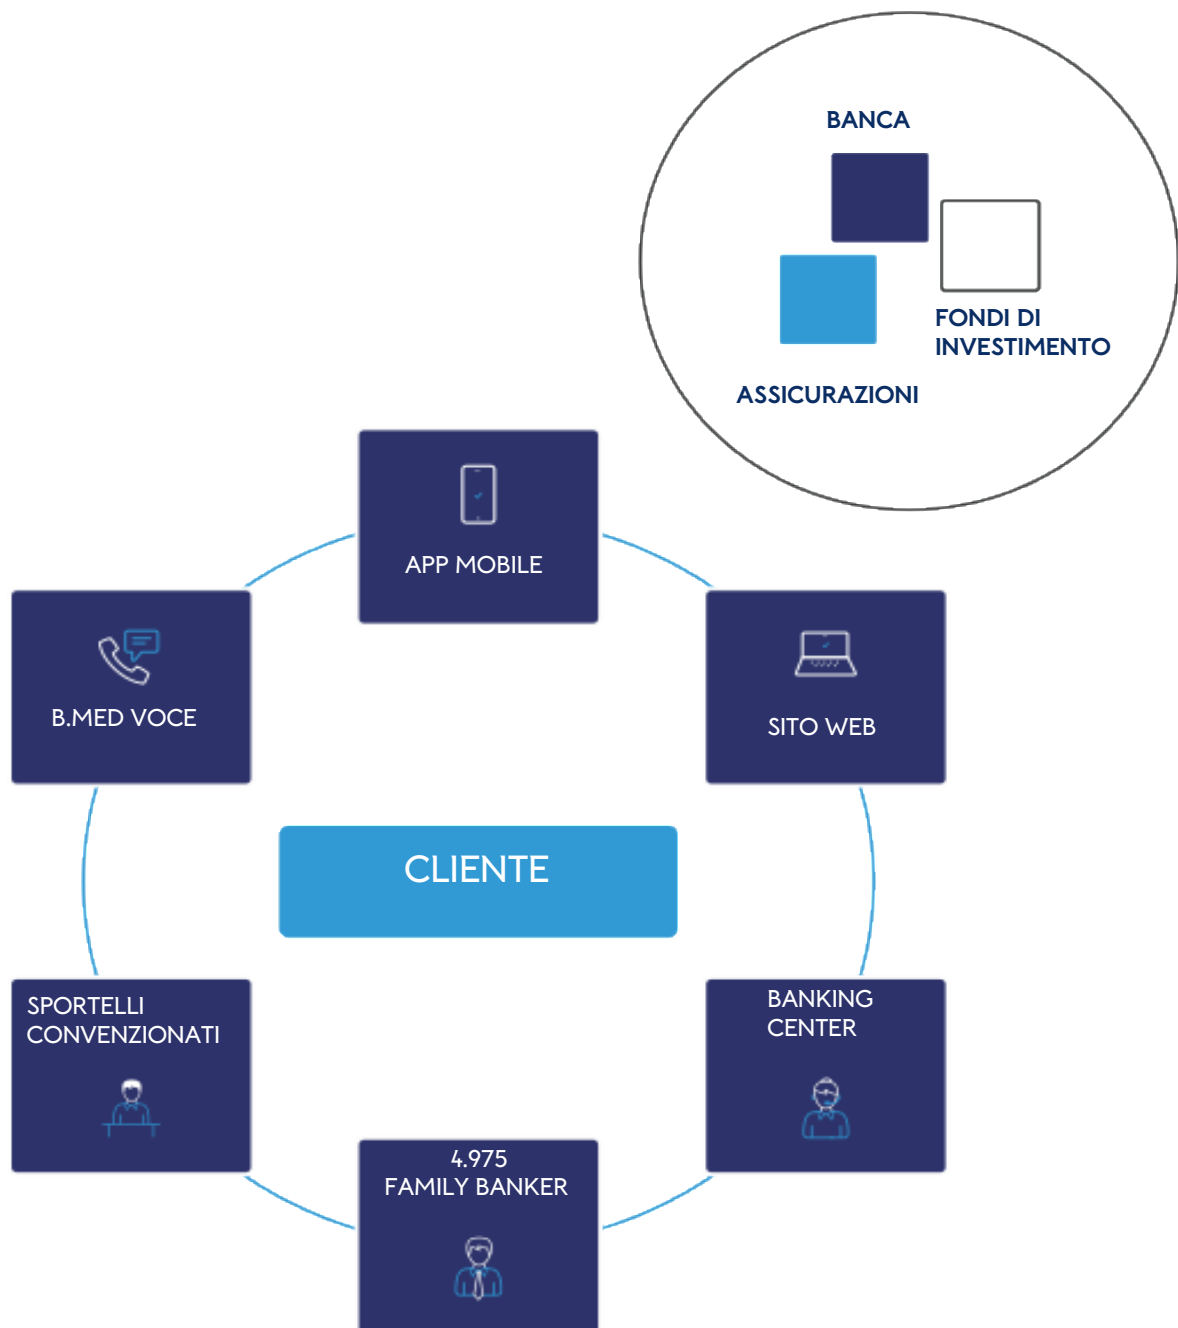 BANCA
FONDI DI
INVESTIMENTO
ASSICURAZIONI
APP MOBILE
B.MED VOCE
SITO WEB
CLIENTE
SPORTELLI
CONVENZIONATI
BANKING
CENTER
4.975
FAMILY BANKER